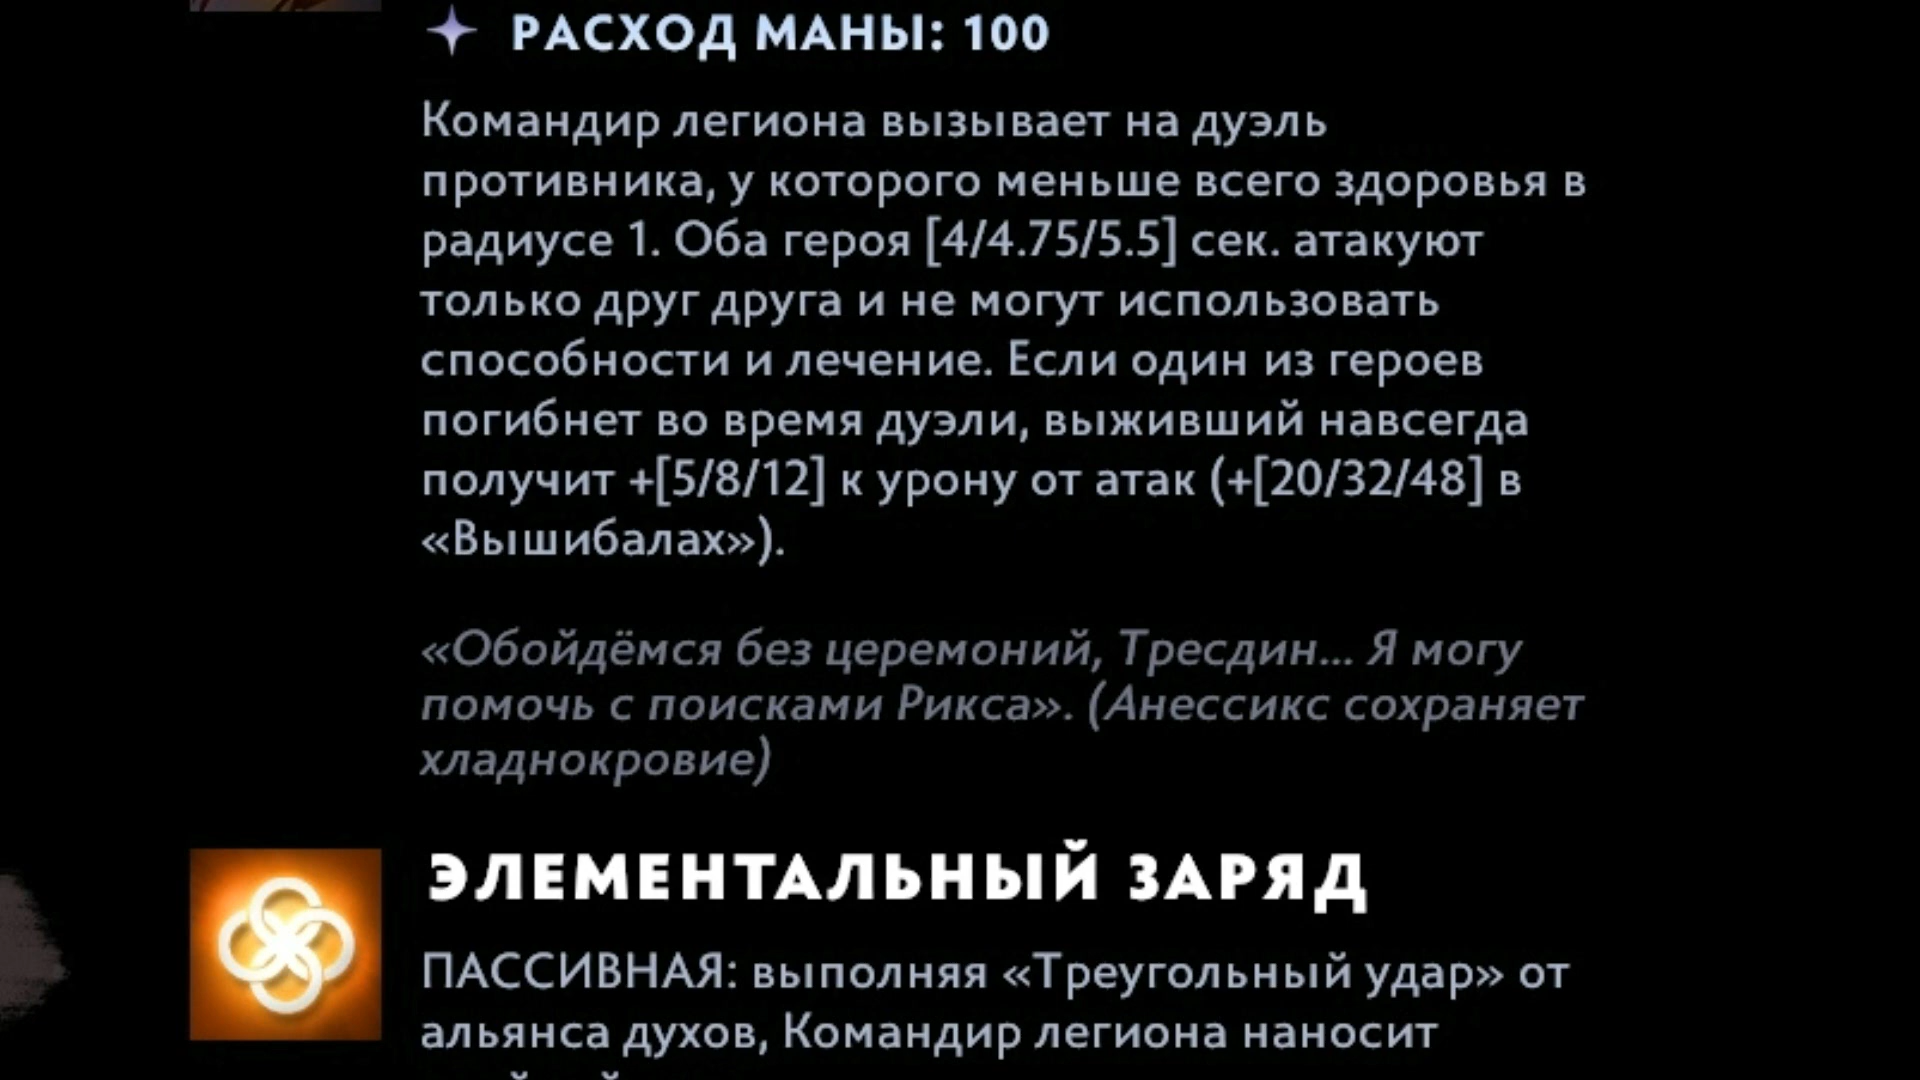 РАСХОД МАНЫ: 100
Командир легиона вызывает на дуэль
противника, у которого меньше всего здоровья в
радиусе 1. Оба героя [4/4.75/5.5] сек. атакуют
только друг друга и не могут использовать
способности и лечение. Если один из героев
погибнет во время дуэли, выживший навсегда
получит +[5/8/12] к урону от атак (+[20/32/48] в
«Вышибалах»).
«Обойдёмся без церемоний, Тресдин... Я могу
помочь с поисками Рикса». (Анессикс сохраняет
хладнокровие)
ЭЛЕМЕНТАЛЬНЫЙ ЗАРЯД
ПАССИВНАЯ: выполняя «Треугольный удар» от
альянса духов, Командир легиона наносит